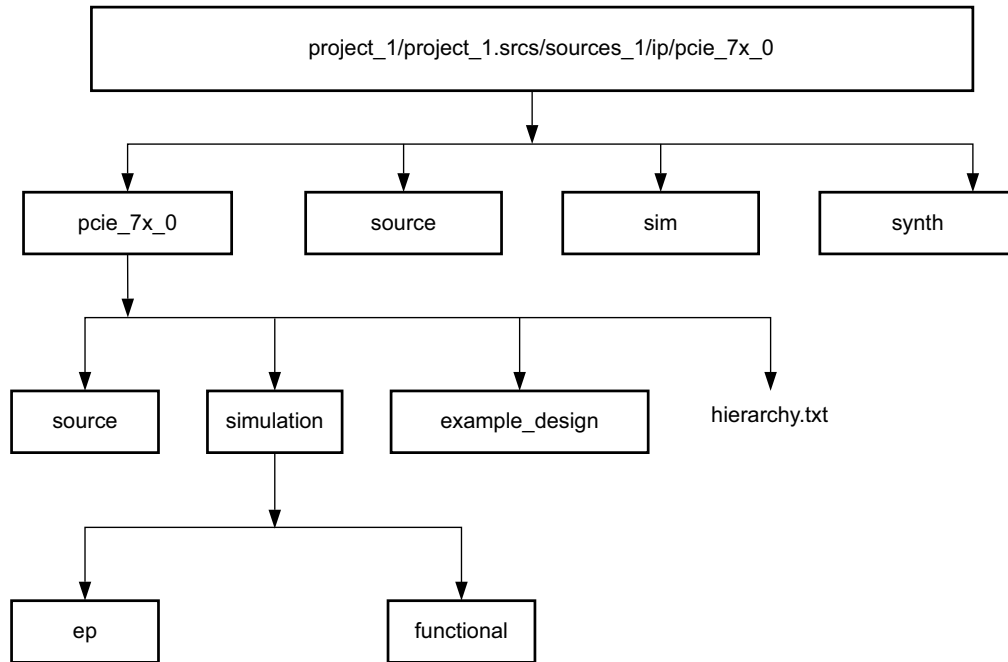 project_1/project_1.srcs/sources_1/ip/pcie_7x_0
pcie_7x_0
source
sim
synth
source
simulation
example_design
hierarchy.txt
ep
functional